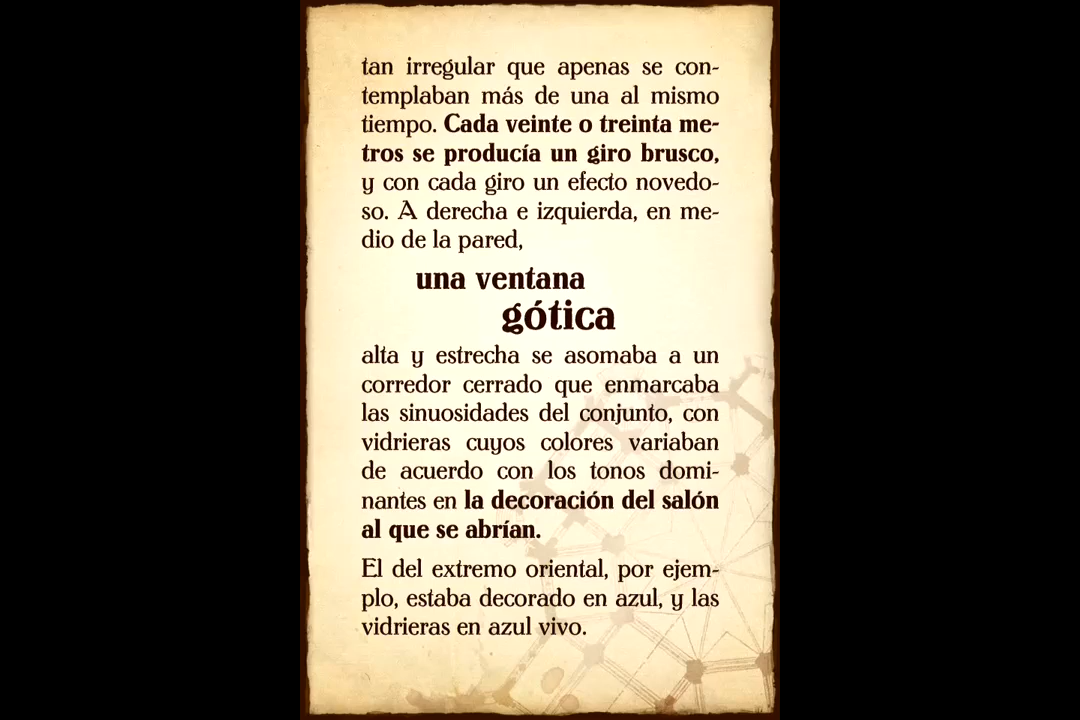 tan irregular que apenas se con-
templaban más de una al mismo
tiempo. Cada veinte o treinta me-
tros se producía un giro brusco,
y con cada giro un efecto novedo-
so. A derecha e izquierda, en me-
dio de la pared,
una ventana
gótica
alta y estrecha se asomaba a un
corredor cerrado que enmarcaba
las sinuosidades del conjunto, con
vidrieras cuyos colores variaban
de acuerdo con los tonos domi-
nantes en la decoración del salón
al que se abrían.
El del extremo oriental, por ejem-
plo, estaba decorado en azul, y las
vidrieras en azul vivo.